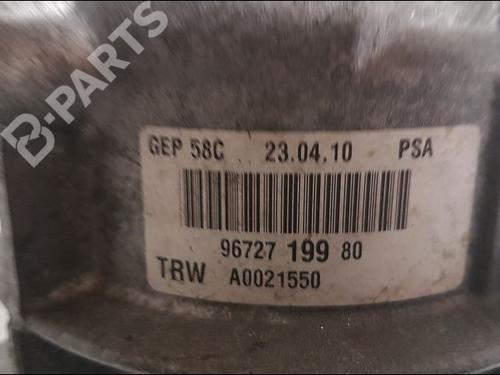 B-PARTS
GEP 58C 23.04.10 PSA
96727 199 80
TRW A0021550